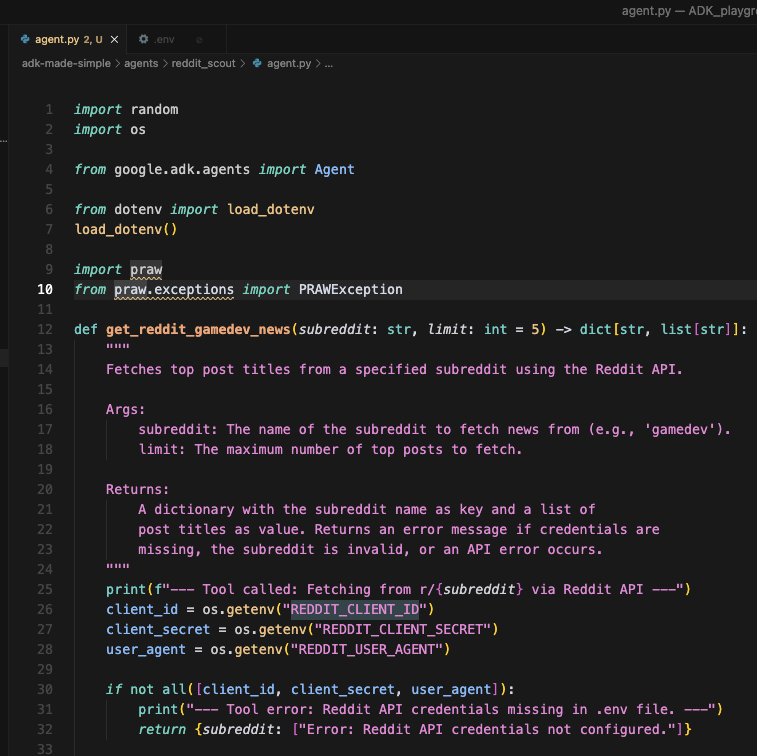 agent.py — ADK_playgr
agent.py 2, U
.env
adk-made-simple > agents > reddit_scout > agent.py > ...
1 import random
2 import os
3
4 from google.adk.agents import Agent
5
6 from dotenv import load_dotenv
7 load_dotenv()
8
9 import praw
10 from praw.exceptions import PRAWException
11
12 def get_reddit_gamedev_news(subreddit: str, limit: int = 5) -> dict[str, list[str]]:
13 """
14 Fetches top post titles from a specified subreddit using the Reddit API.
15
16 Args:
17 subreddit: The name of the subreddit to fetch news from (e.g., 'gamedev').
18 limit: The maximum number of top posts to fetch.
19
20 Returns:
21 A dictionary with the subreddit name as key and a list of
22 post titles as value. Returns an error message if credentials are
23 missing, the subreddit is invalid, or an API error occurs.
24 """
25 print(f"--- Tool called: Fetching from r/{subreddit} via Reddit API ---")
26 client_id = os.getenv("REDDIT_CLIENT_ID")
27 client_secret = os.getenv("REDDIT_CLIENT_SECRET")
28 user_agent = os.getenv("REDDIT_USER_AGENT")
29
30 if not all([client_id, client_secret, user_agent]):
31 print("--- Tool error: Reddit API credentials missing in .env file. ---")
32 return {subreddit: ["Error: Reddit API credentials not configured."]}
33